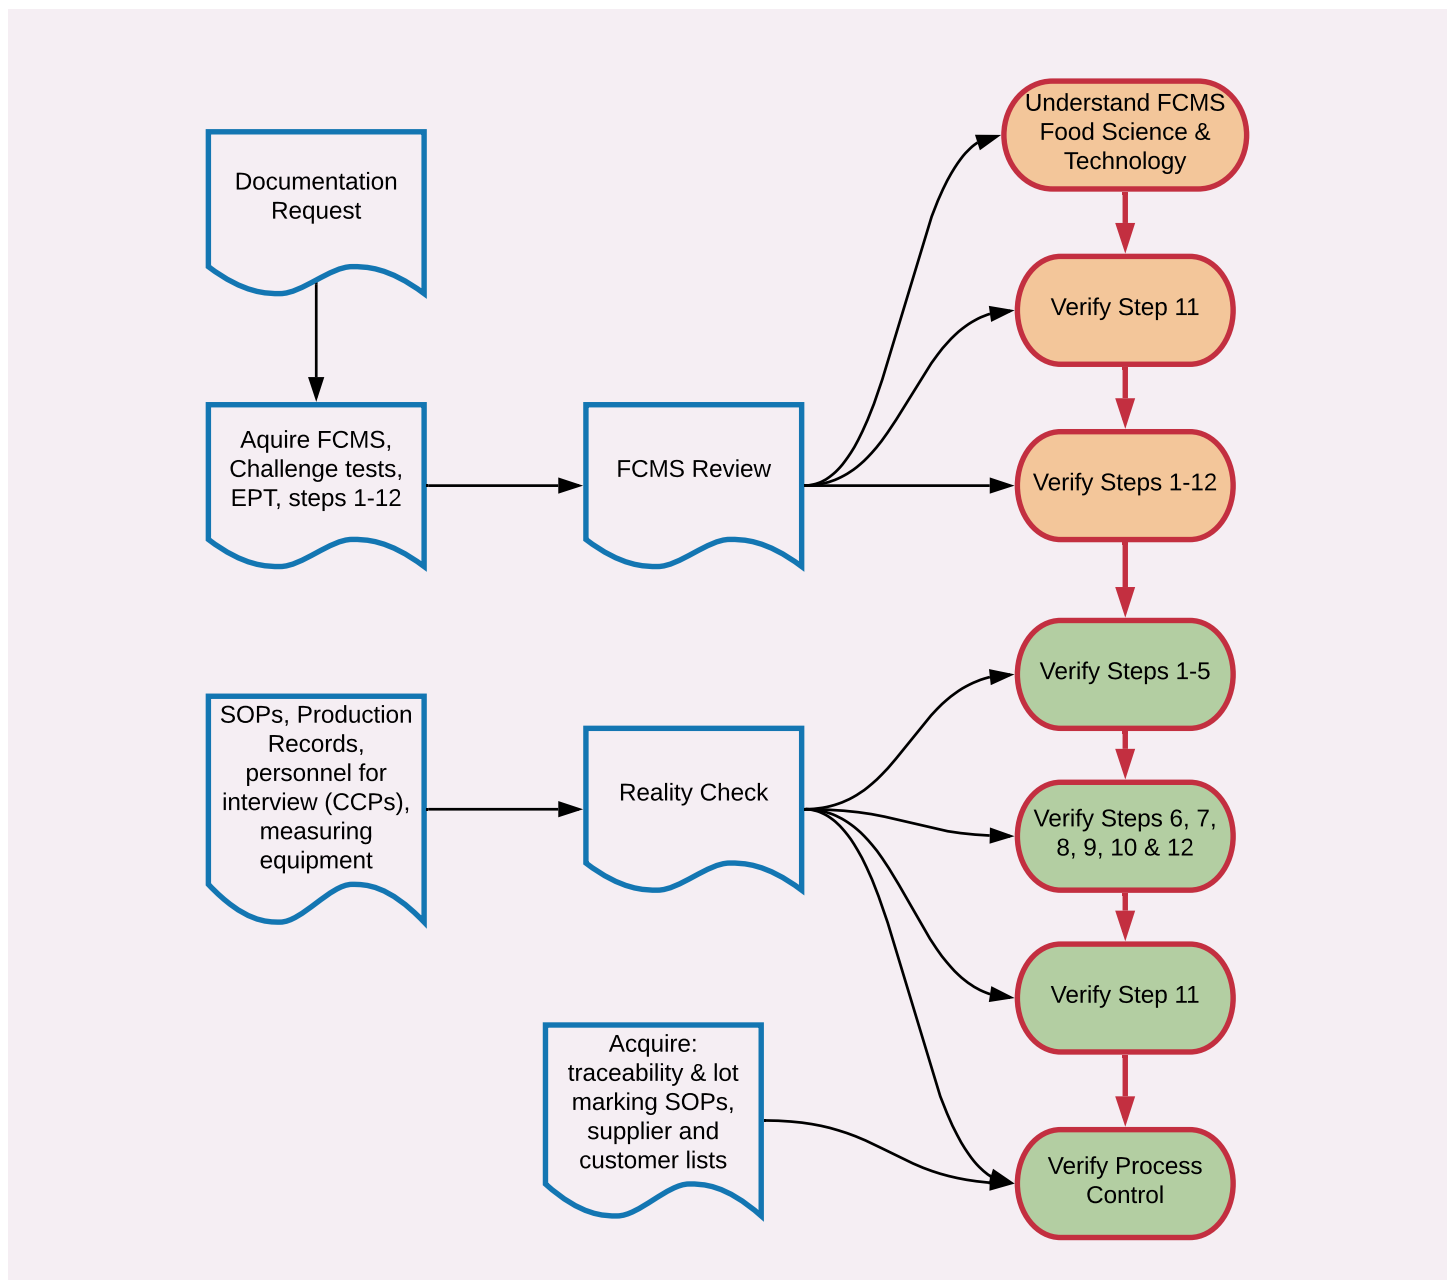 Understand FCMS
Food Science &
Technology
Documentation
Request
Verify Step 11
Aquire FCMS,
Challenge tests,
EPT, steps 1-12
FCMS Review
Verify Steps 1-12
Verify Steps 1-5
SOPs, Production
Records,
personnel for
interview (CCPs),
measuring
equipment
Reality Check
Verify Steps 6, 7,
8, 9, 10 & 12
Verify Step 11
Acquire:
traceability & lot
marking SOPs,
supplier and
customer lists
Verify Process
Control